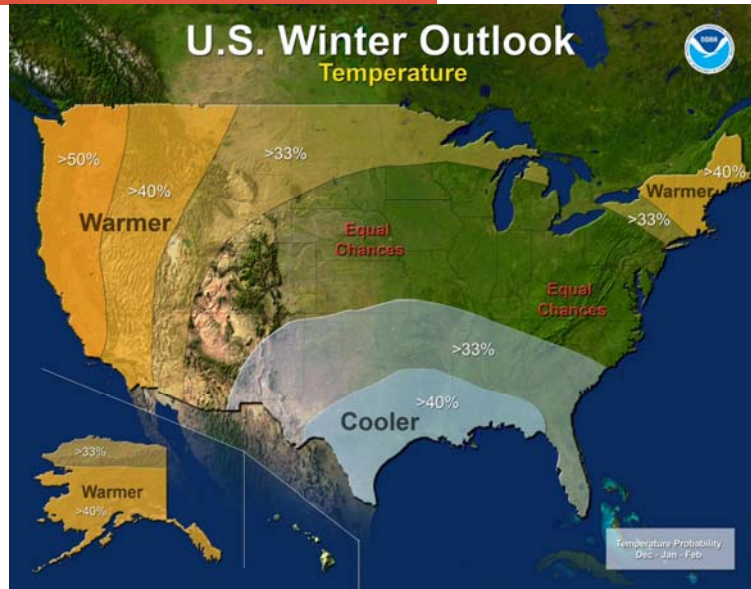 U.S. Winter Outlook
Temperature
NOAA
>50%
>40%
>33%
Warmer
>40%
Warmer
>33%
Equal
Chances
Equal
Chances
>33%
>40%
Cooler
>33%
Warmer
>40%
Temperature Probability
Dec - Jan - Feb